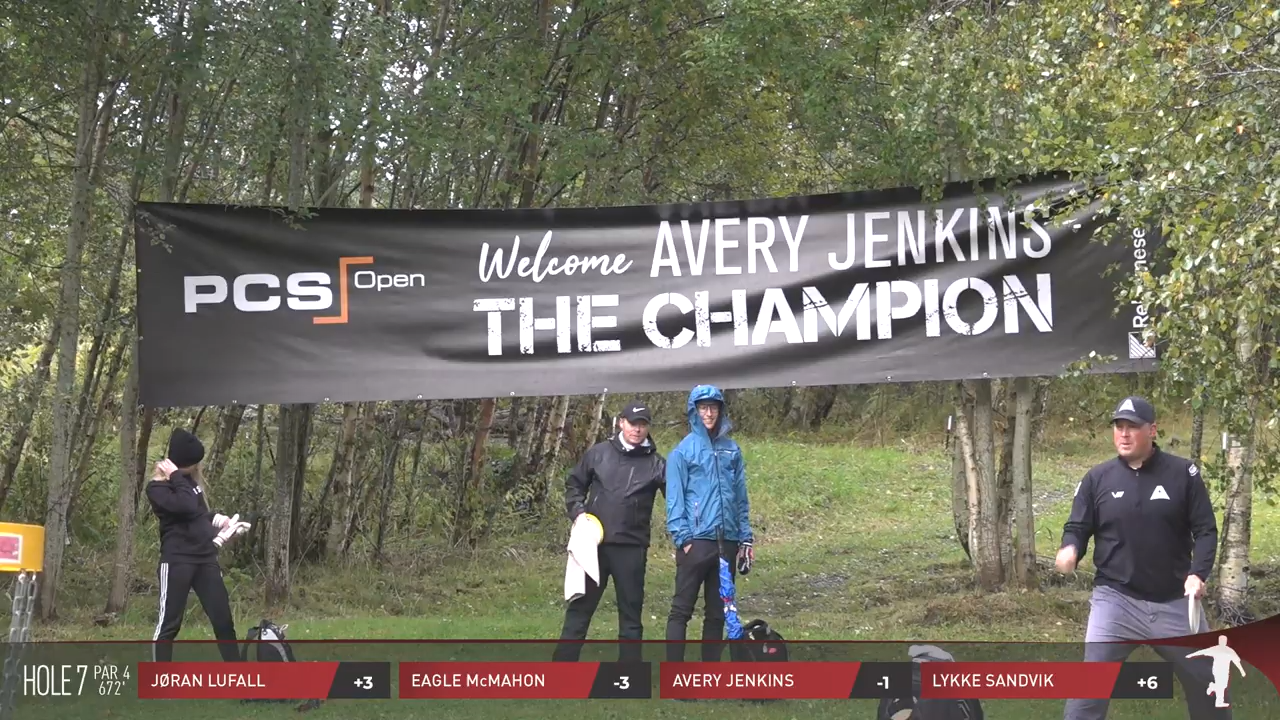 PCS Open
Welcome AVERY JENKINS
THE CHAMPION
HOLE 7 PAR 4 672'
JØRAN LUFALL +3
EAGLE McMAHON -3
AVERY JENKINS -1
LYKKE SANDVIK +6